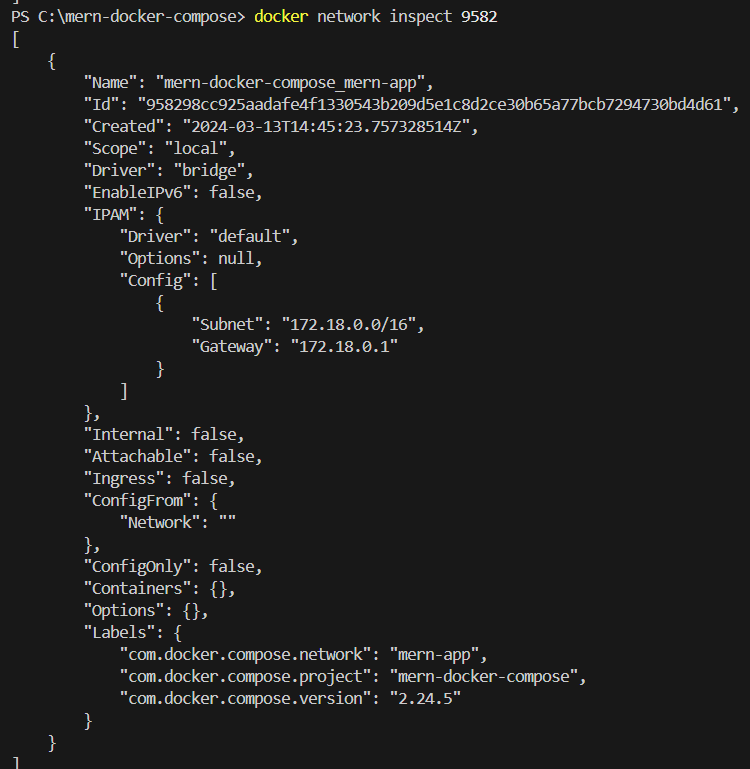 ]
PS C:\mern-docker-compose> docker network inspect 9582
[
    {
        "Name": "mern-docker-compose_mern-app",
        "Id": "958298cc925aadafe4f1330543b209d5e1c8d2ce30b65a77bcb7294730bd4d61",
        "Created": "2024-03-13T14:45:23.757328514Z",
        "Scope": "local",
        "Driver": "bridge",
        "EnableIPv6": false,
        "IPAM": {
            "Driver": "default",
            "Options": null,
            "Config": [
                {
                    "Subnet": "172.18.0.0/16",
                    "Gateway": "172.18.0.1"
                }
            ]
        },
        "Internal": false,
        "Attachable": false,
        "Ingress": false,
        "ConfigFrom": {
            "Network": ""
        },
        "ConfigOnly": false,
        "Containers": {},
        "Options": {},
        "Labels": {
            "com.docker.compose.network": "mern-app",
            "com.docker.compose.project": "mern-docker-compose",
            "com.docker.compose.version": "2.24.5"
        }
    }
]